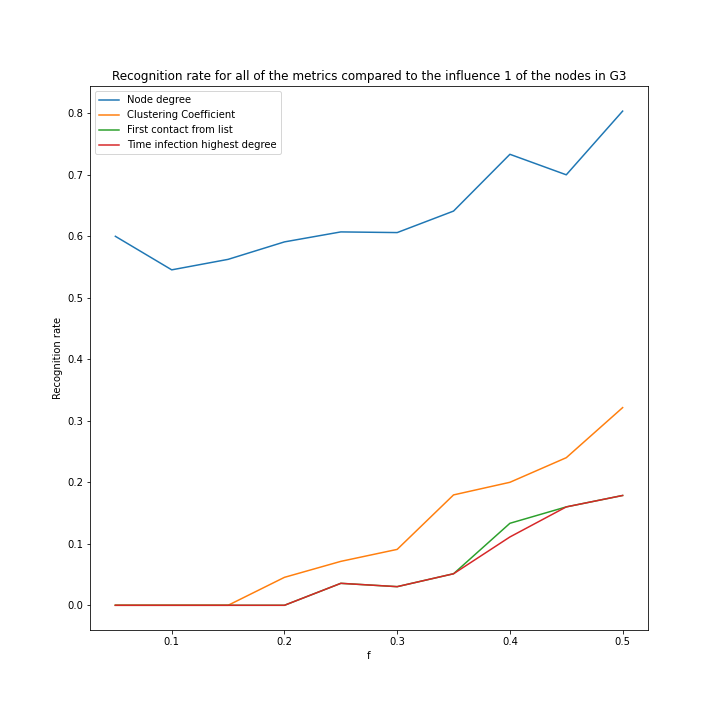 Recognition rate for all of the metrics compared to the influence 1 of the nodes in G3
Node degree
Clustering Coefficient
First contact from list
Time infection highest degree
0.8
0.7
0.6
0.5
0.4
0.3
0.2
0.1
0.0
Recognition rate
0.1 0.2 0.3 0.4 0.5
f